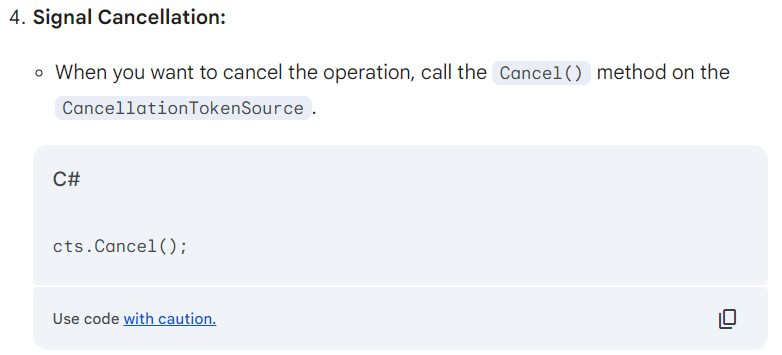 4. Signal Cancellation:
○ When you want to cancel the operation, call the Cancel() method on the
CancellationTokenSource.
C#
cts.Cancel();
Use code with caution.